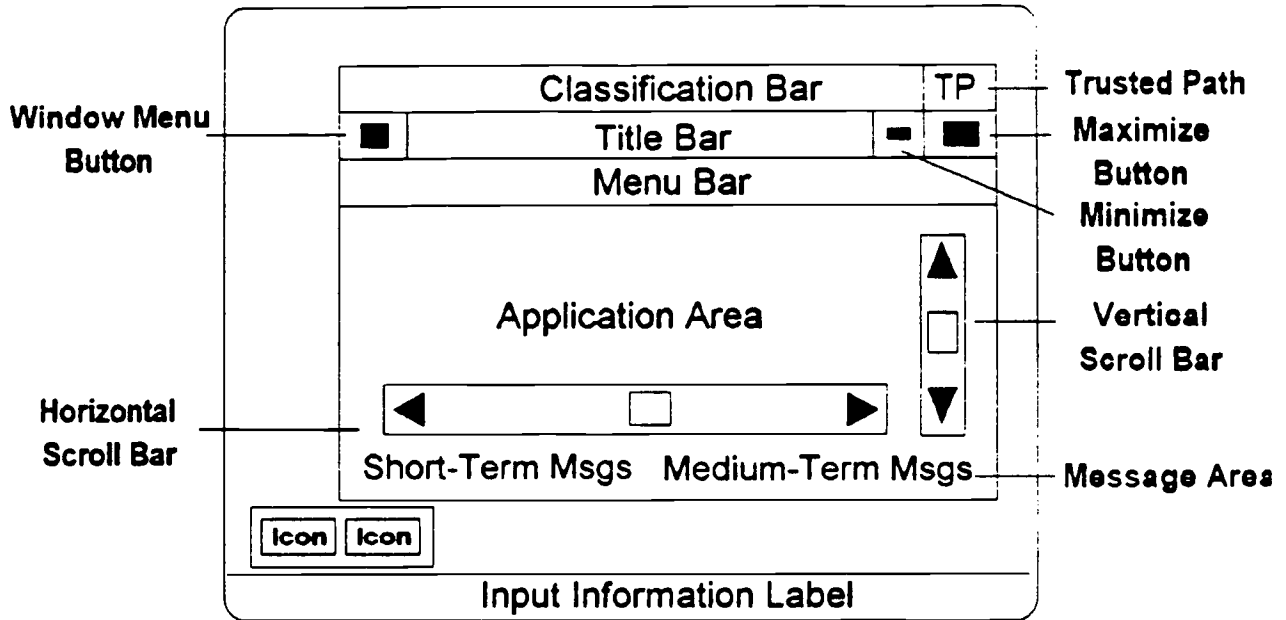 Classification Bar TP
Trusted Path
Window Menu
Button
Title Bar
Maximize
Button
Menu Bar
Minimize
Button
Application Area
Vertical
Scroll Bar
Horizontal
Scroll Bar
Short-Term Msgs Medium-Term Msgs
Message Area
Icon Icon
Input Information Label